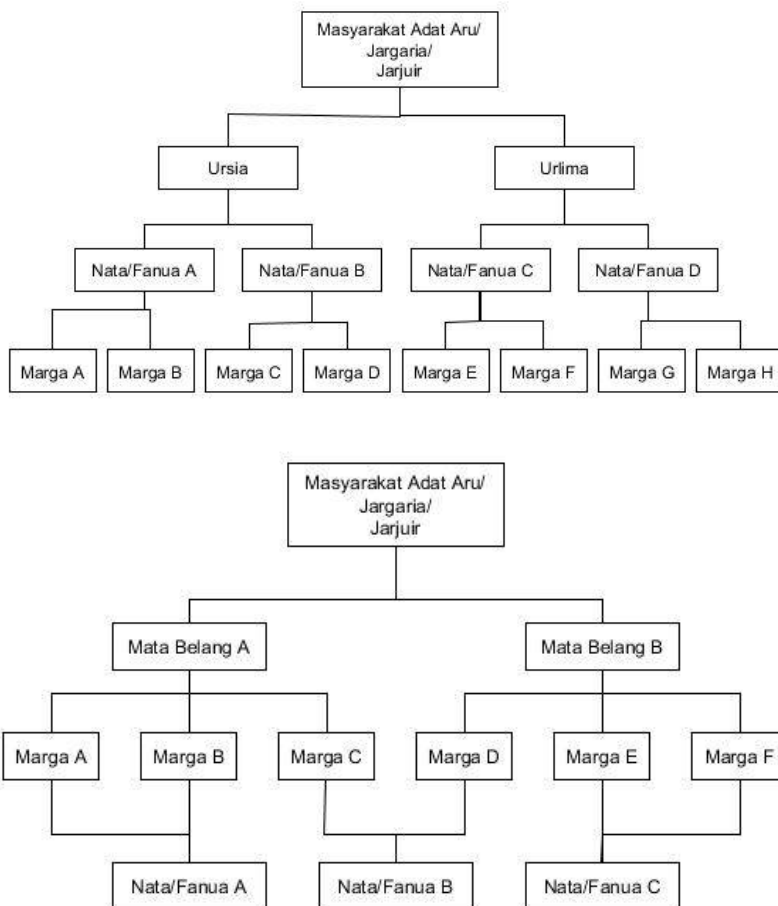 Masyarakat Adat Aru/
Jargaria/
Jarjuir
Ursia
Urlima
Nata/Fanua A
Nata/Fanua B
Nata/Fanua C
Nata/Fanua D
Marga A
Marga B
Marga C
Marga D
Marga E
Marga F
Marga G
Marga H
Masyarakat Adat Aru/
Jargaria/
Jarjuir
Mata Belang A
Mata Belang B
Marga A
Marga B
Marga C
Marga D
Marga E
Marga F
Nata/Fanua A
Nata/Fanua B
Nata/Fanua C